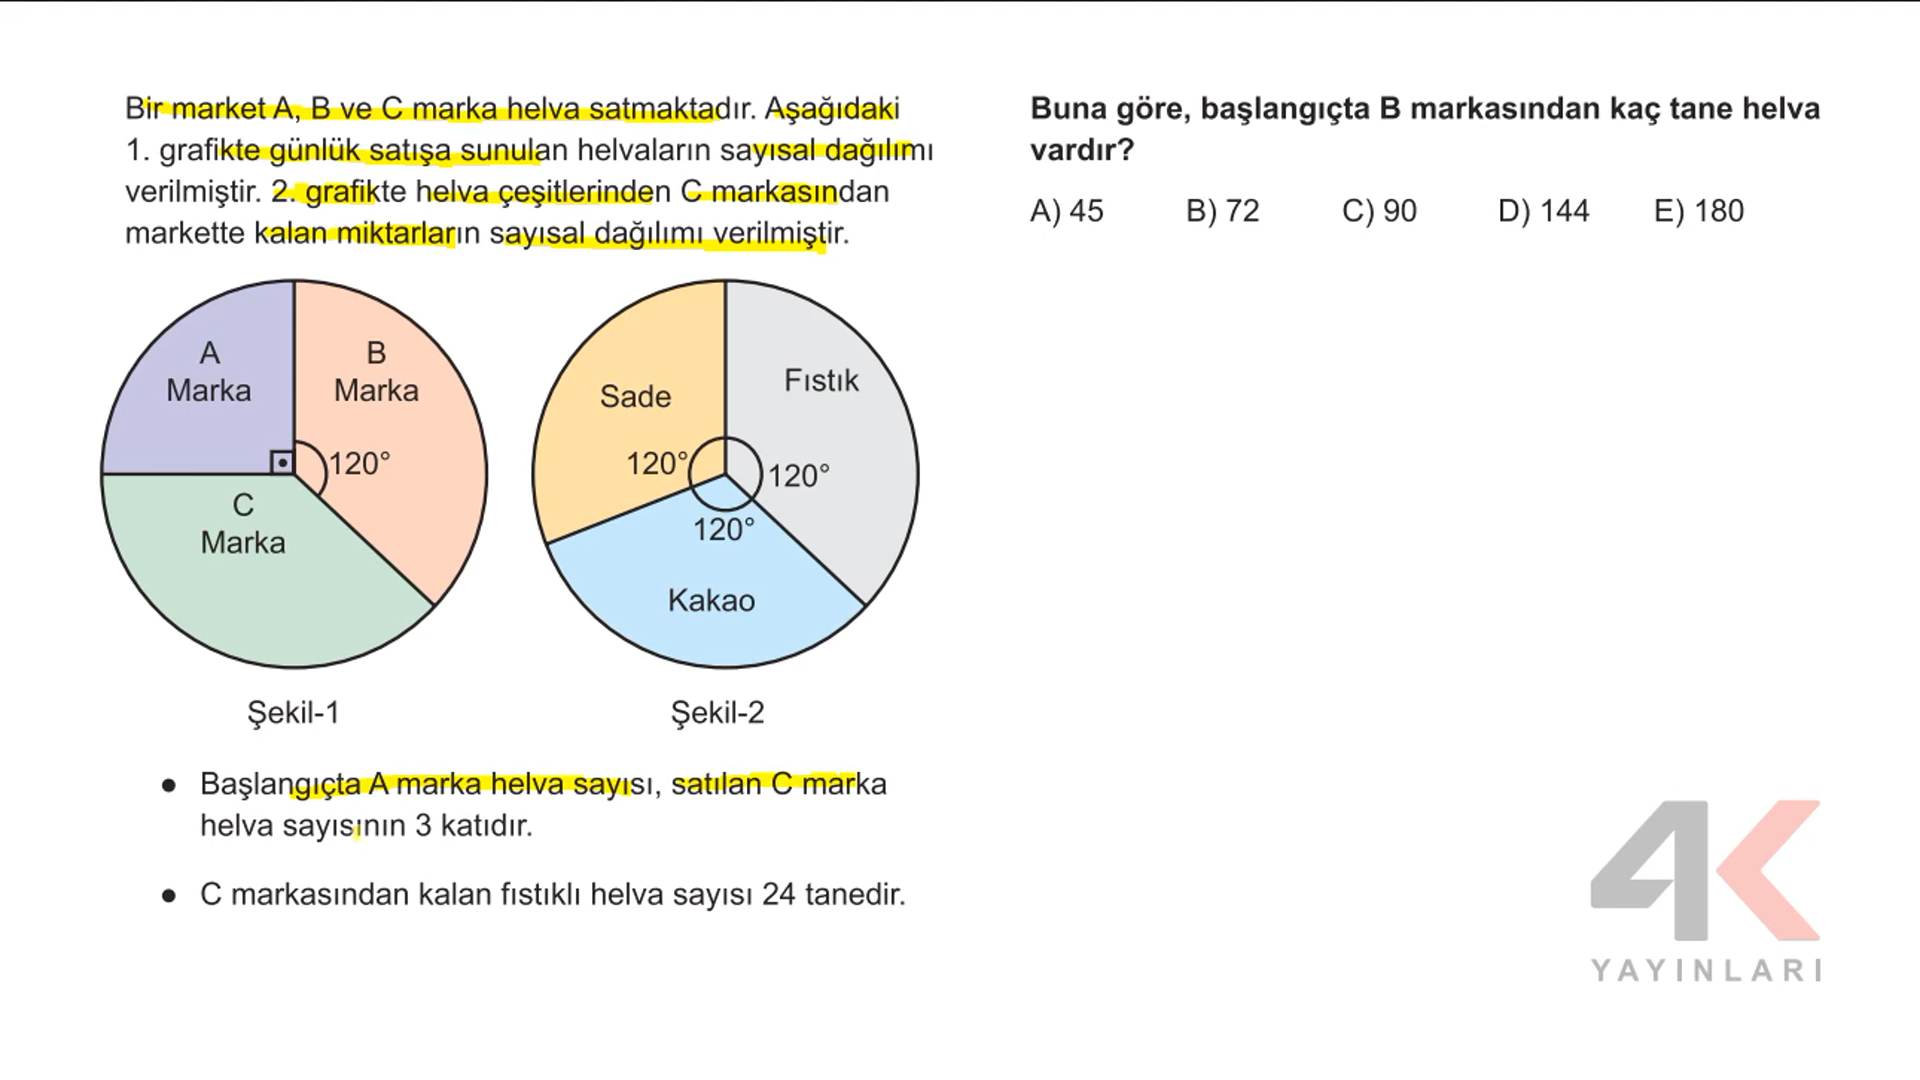 Bir market A, B ve C marka helva satmaktadır. Aşağıdaki
1. grafikte günlük satışa sunulan helvaların sayısal dağılımı
verilmiştir. 2. grafikte helva çeşitlerinden C markasından
markette kalan miktarların sayısal dağılımı verilmiştir.
A
Marka
B
Marka
120°
C
Marka
Şekil-1
Sade
Fıstık
120°
120°
120°
Kakao
Şekil-2
● Başlangıçta A marka helva sayısı, satılan C marka
helva sayısının 3 katıdır.
● C markasından kalan fıstıklı helva sayısı 24 tanedir.
Buna göre, başlangıçta B markasından kaç tane helva
vardır?
A) 45 B) 72 C) 90 D) 144 E) 180
4K
YAYINLARI